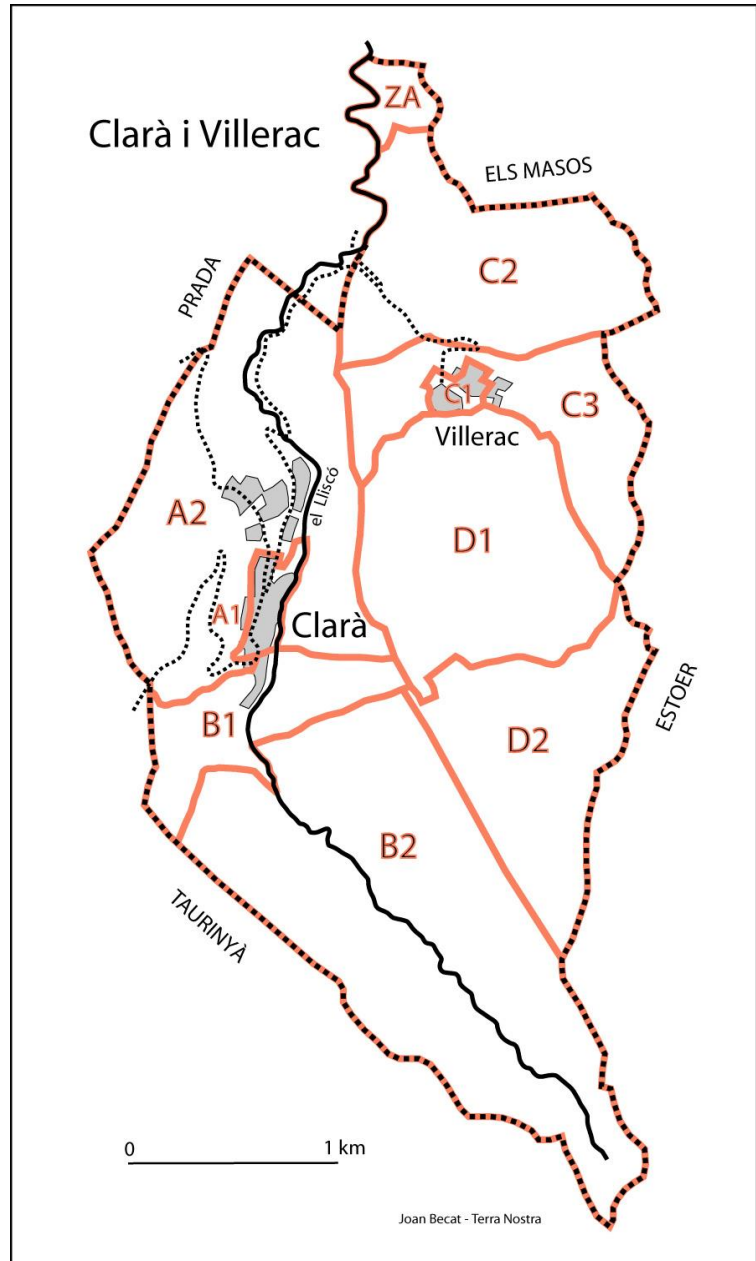 ZA
Clarà i Villerac
ELS MASOS
PRADA
C2
C1
C3
Villerac
A2
el Lliscó
D1
A1
Clarà
B1
D2
ESTOER
B2
TAURINYÀ
0 1 km
Joan Becat - Terra Nostra